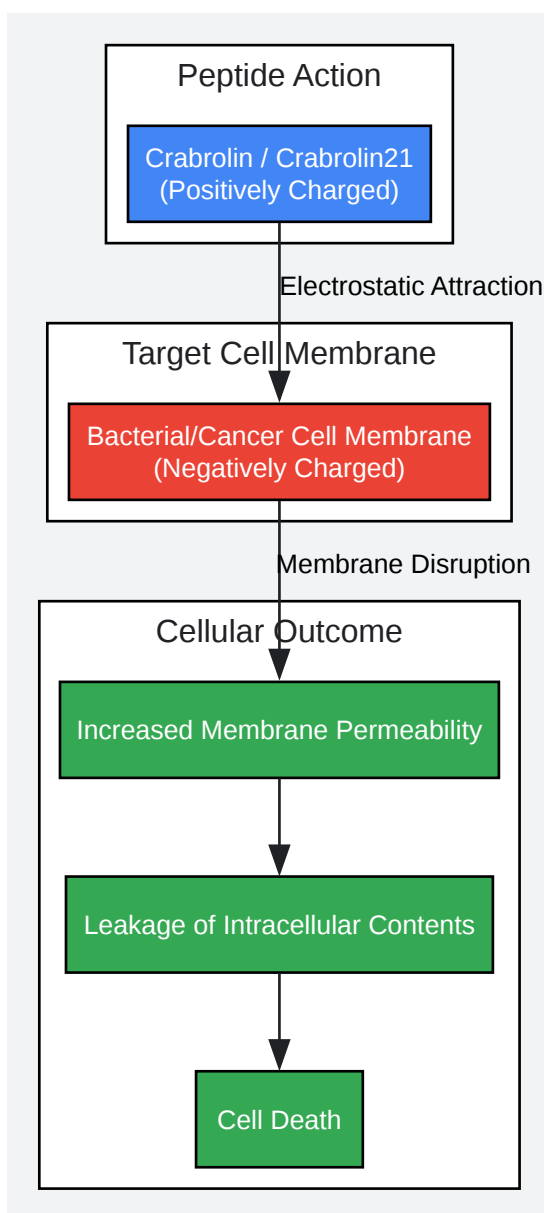 Peptide Action
Crabrolin / Crabrolin21
(Positively Charged)
Electrostatic Attraction
Target Cell Membrane
Bacterial/Cancer Cell Membrane
(Negatively Charged)
Membrane Disruption
Cellular Outcome
Increased Membrane Permeability
Leakage of Intracellular Contents
Cell Death